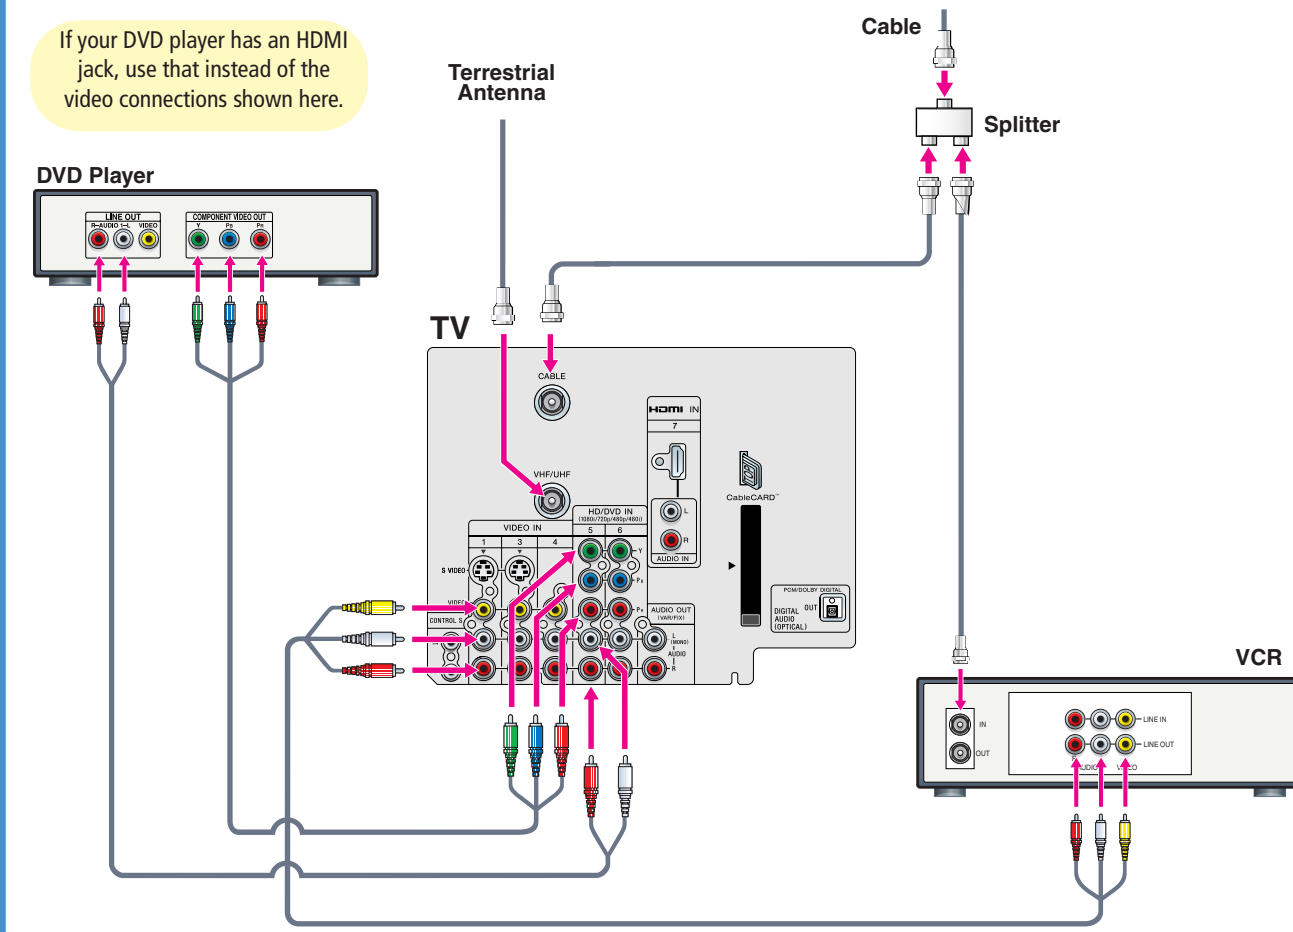 If your DVD player has an HDMI
jack, use that instead of the
video connections shown here.
Terrestrial
Antenna
Cable
Splitter
DVD Player
LINE OUT
R–AUDIO–L VIDEO
COMPONENT VIDEO OUT
Y PB PR
TV
CABLE
VHF/UHF
HDMI IN
7
L
R
AUDIO IN
CableCARD™
VIDEO IN
1 3 4
HD/DVD IN
(1080i/720p/480p/480i)
5 6
Y
PB
PR
S VIDEO
VIDEO
CONTROL S
AUDIO OUT
(VAR/FIX)
L
(MONO)
AUDIO
R
PCM/DOLBY DIGITAL
OUT
DIGITAL
AUDIO
(OPTICAL)
VCR
IN
OUT
LINE IN
LINE OUT
R
AUDIO